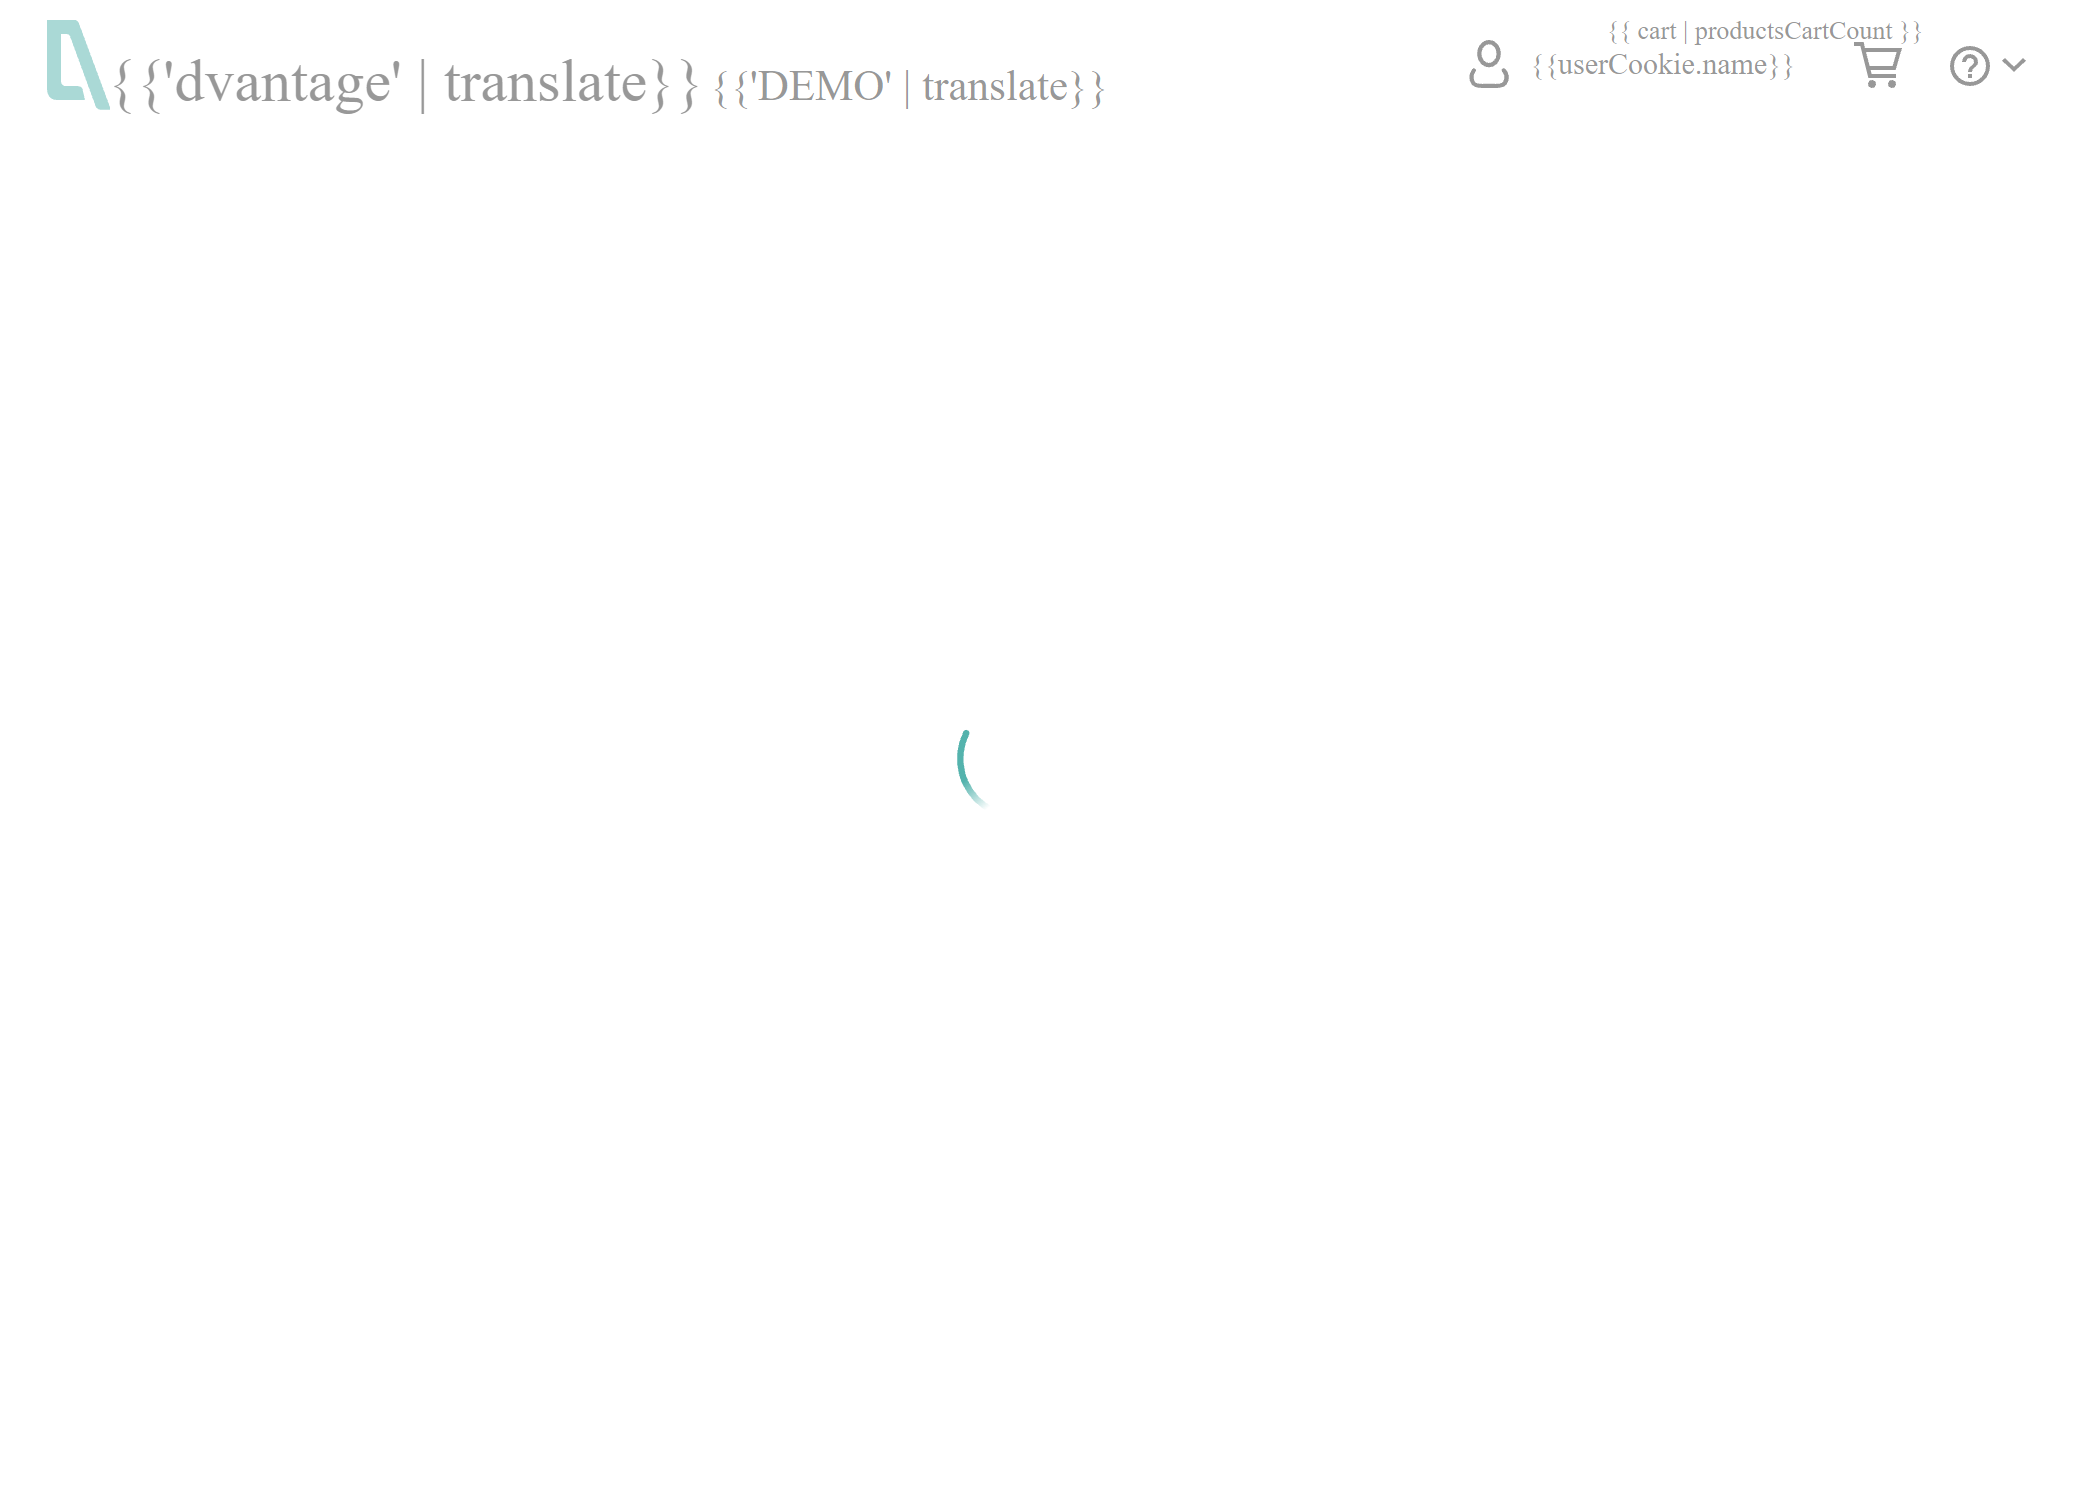 {{ cart | productsCartCount }}
{{'dvantage' | translate}} {{'DEMO' | translate}}
{{userCookie.name}}